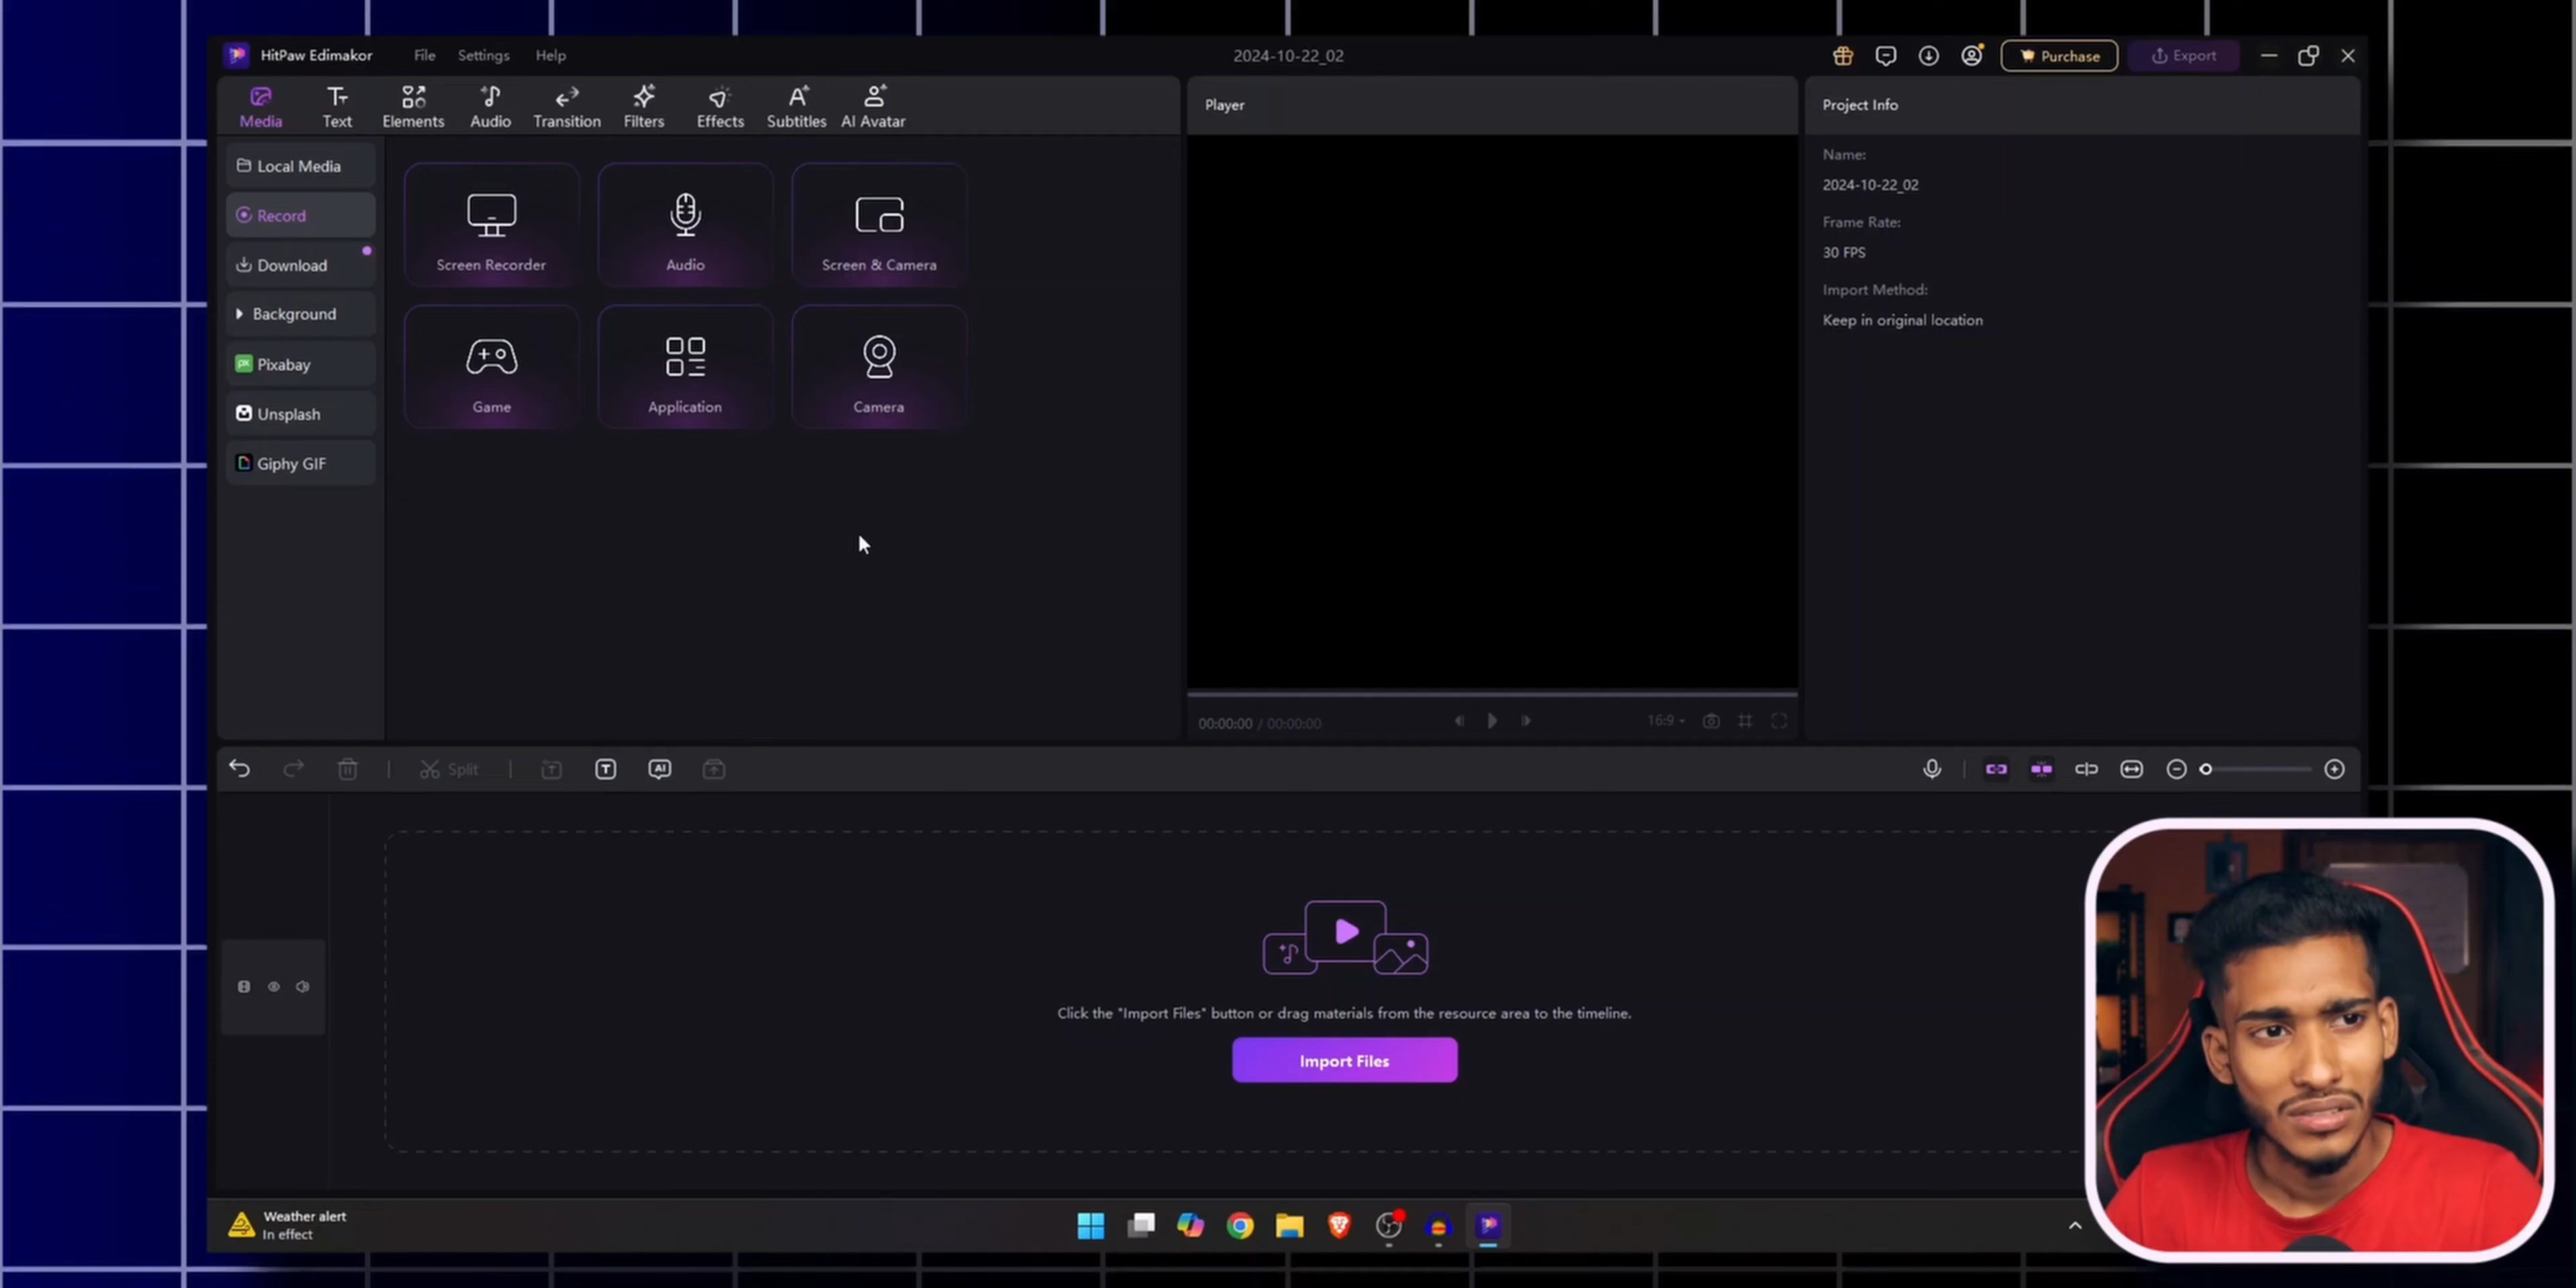 HitPaw Edimakor File Settings Help
2024-10-22_02
Purchase
Export
Media
Text
Elements
Audio
Transition
Filters
Effects
Subtitles
AI Avatar
Local Media
Record
Download
Background
Pixabay
Unsplash
Giphy GIF
Screen Recorder
Audio
Screen & Camera
Game
Application
Camera
Player
00:00:00 / 00:00:00
16:9
Project Info
Name:
2024-10-22_02
Frame Rate:
30 FPS
Import Method:
Keep in original location
Split
Click the "Import Files" button or drag materials from the resource area to the timeline.
Import Files
Weather alert
In effect